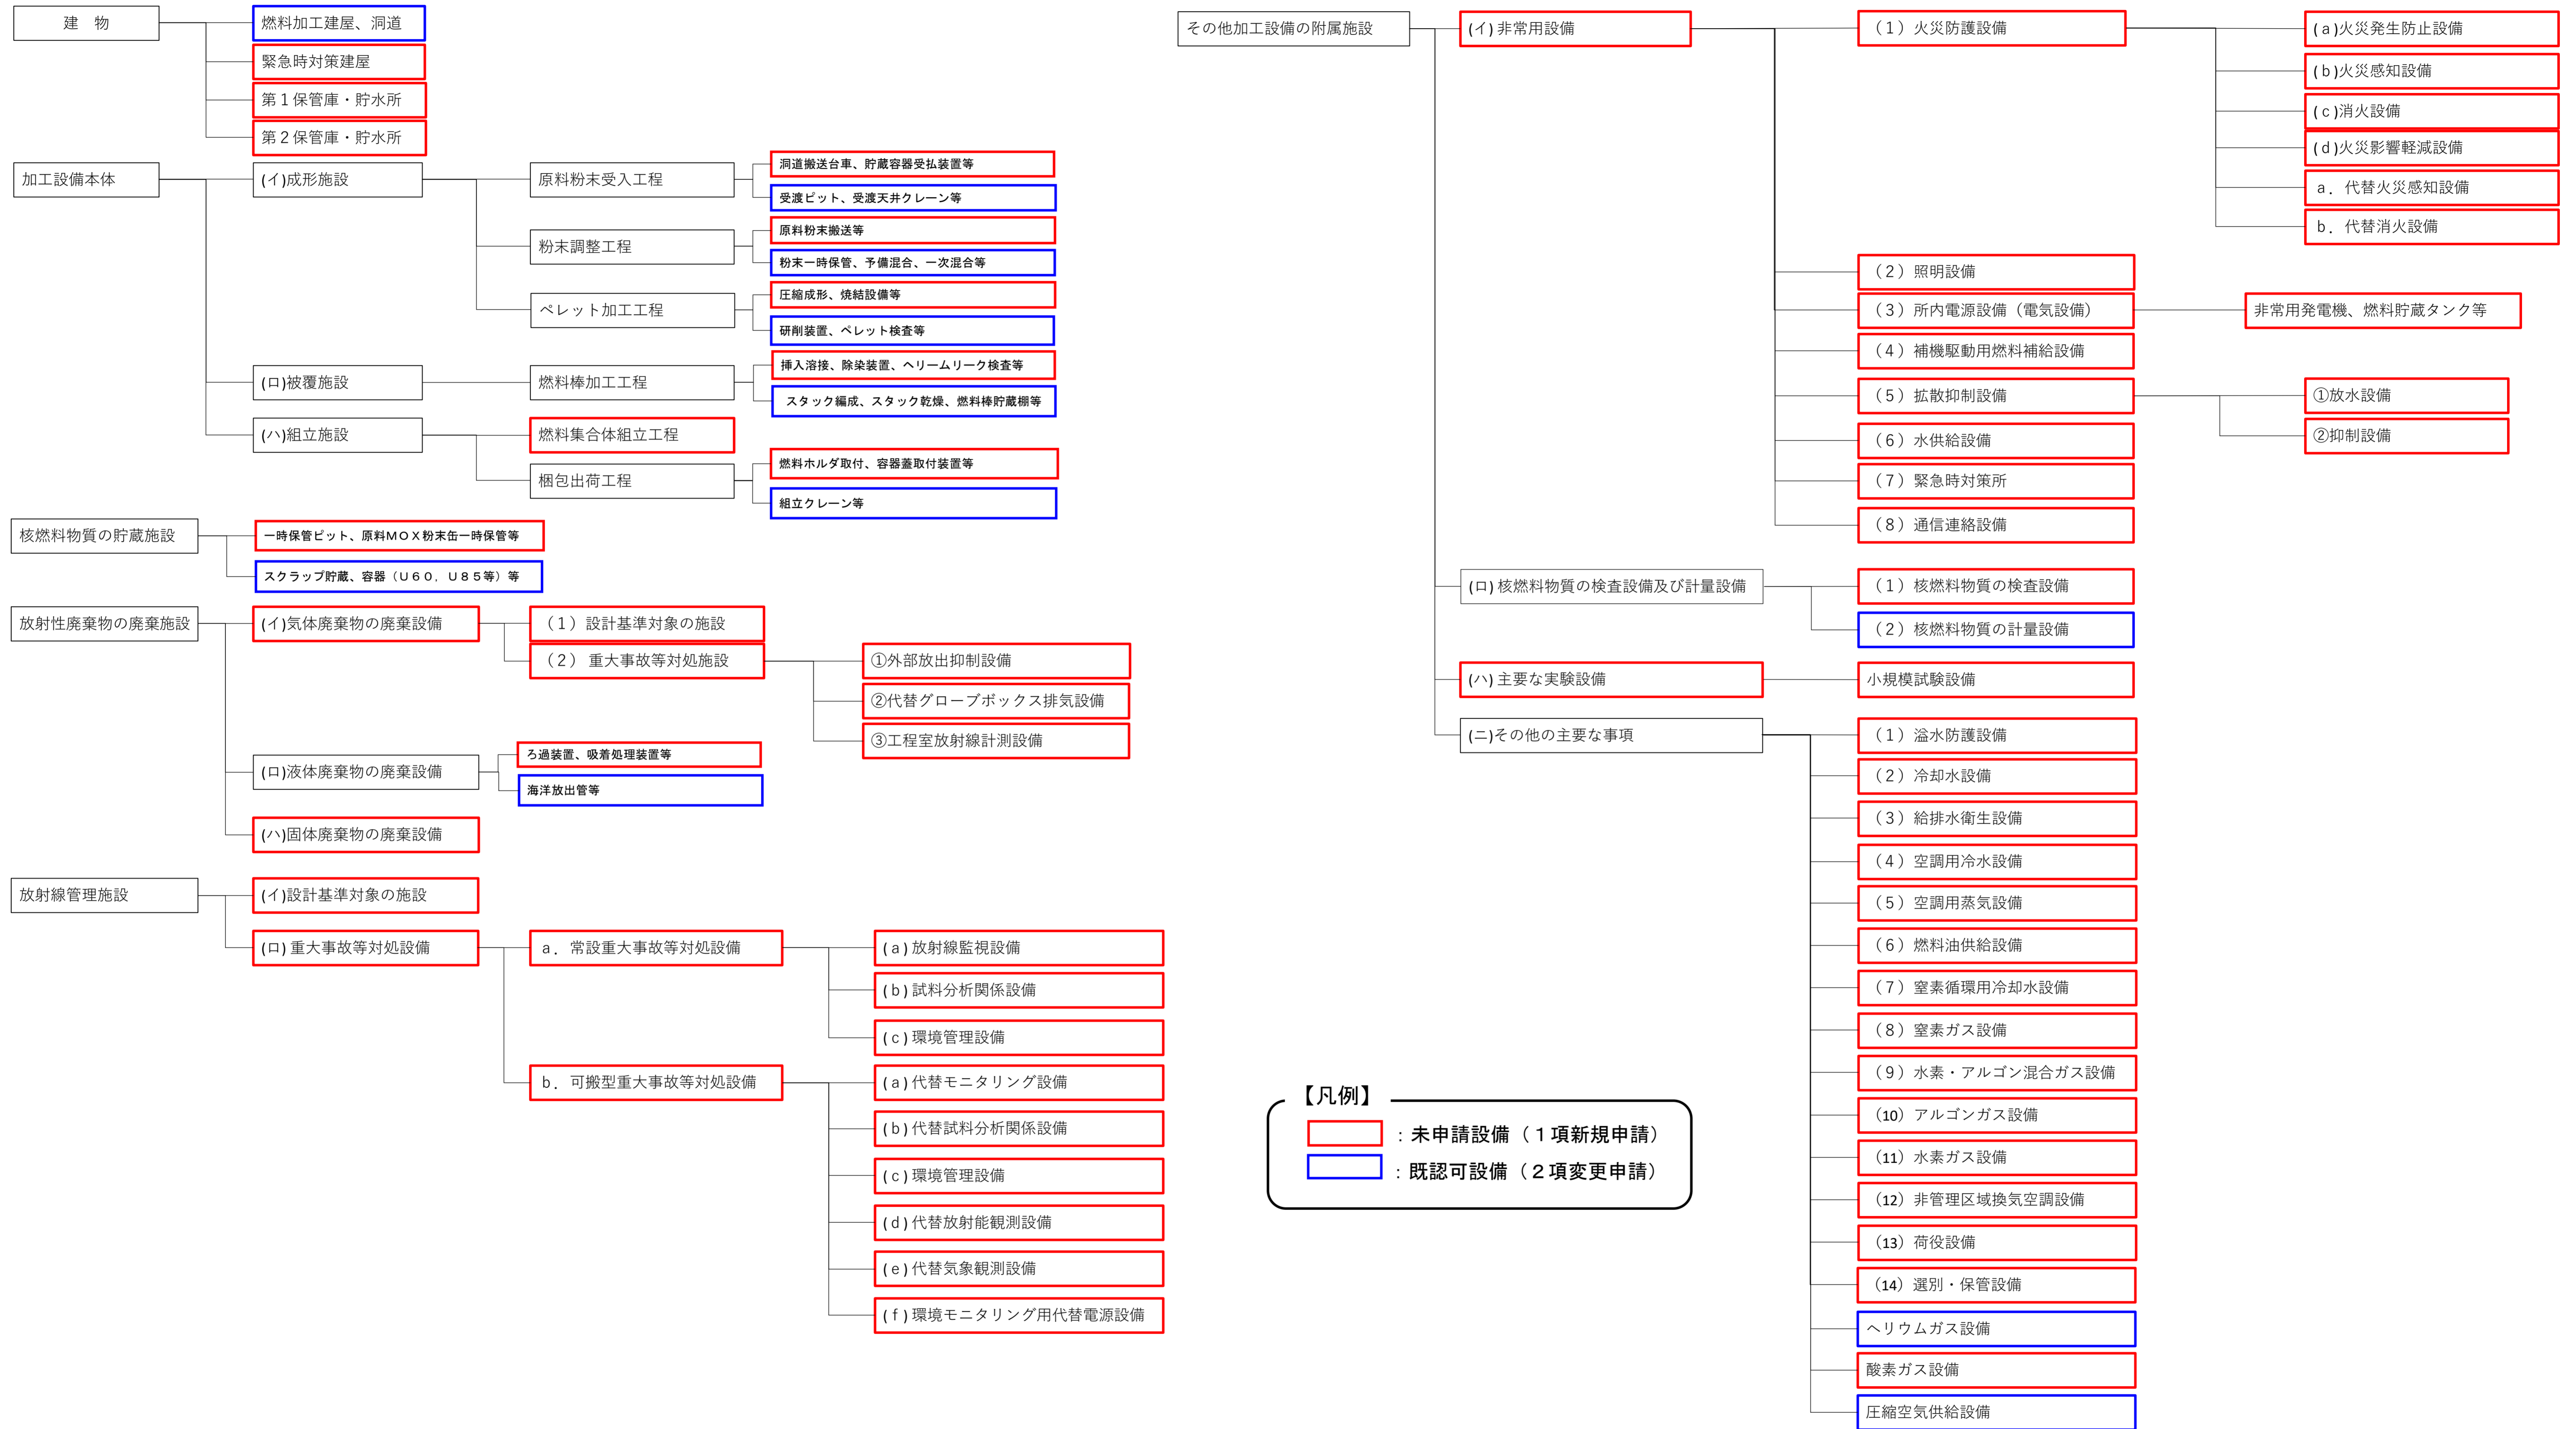 建　物
燃料加工建屋、洞道
緊急時対策建屋
第１保管庫・貯水所
第２保管庫・貯水所
加工設備本体
(イ)成形施設
原料粉末受入工程
洞道搬送台車、貯蔵容器受払装置等
受渡ピット、受渡天井クレーン等
粉末調整工程
原料粉末搬送等
粉末一時保管、予備混合、一次混合等
ペレット加工工程
圧縮成形、焼結設備等
研削装置、ペレット検査等
(ロ)被覆施設
燃料棒加工工程
挿入溶接、除染装置、ヘリームリーク検査等
スタック編成、スタック乾燥、燃料棒貯蔵棚等
(ハ)組立施設
燃料集合体組立工程
梱包出荷工程
燃料ホルダ取付、容器蓋取付装置等
組立クレーン等
核燃料物質の貯蔵施設
一時保管ピット、原料ＭＯＸ粉末缶一時保管等
スクラップ貯蔵、容器（Ｕ６０，Ｕ８５等）等
放射性廃棄物の廃棄施設
(イ)気体廃棄物の廃棄設備
（１）設計基準対象の施設
（２） 重大事故等対処施設
①外部放出抑制設備
②代替グローブボックス排気設備
③工程室放射線計測設備
(ロ)液体廃棄物の廃棄設備
ろ過装置、吸着処理装置等
海洋放出管等
(ハ)固体廃棄物の廃棄設備
放射線管理施設
(イ)設計基準対象の施設
(ロ) 重大事故等対処設備
ａ．常設重大事故等対処設備
(ａ) 放射線監視設備
(ｂ) 試料分析関係設備
(ｃ) 環境管理設備
ｂ．可搬型重大事故等対処設備
(ａ) 代替モニタリング設備
(ｂ) 代替試料分析関係設備
(ｃ) 環境管理設備
(ｄ) 代替放射能観測設備
(ｅ) 代替気象観測設備
(ｆ) 環境モニタリング用代替電源設備
その他加工設備の附属施設
(イ) 非常用設備
（１）火災防護設備
(ａ)火災発生防止設備
(ｂ)火災感知設備
(ｃ)消火設備
(ｄ)火災影響軽減設備
ａ．代替火災感知設備
ｂ．代替消火設備
（２）照明設備
（３）所内電源設備（電気設備）
非常用発電機、燃料貯蔵タンク等
（４）補機駆動用燃料補給設備
（５）拡散抑制設備
①放水設備
②抑制設備
（６）水供給設備
（７）緊急時対策所
（８）通信連絡設備
(ロ) 核燃料物質の検査設備及び計量設備
（１）核燃料物質の検査設備
（２）核燃料物質の計量設備
(ハ) 主要な実験設備
小規模試験設備
(ニ)その他の主要な事項
（１）溢水防護設備
（２）冷却水設備
（３）給排水衛生設備
（４）空調用冷水設備
（５）空調用蒸気設備
（６）燃料油供給設備
（７）窒素循環用冷却水設備
（８）窒素ガス設備
（９）水素・アルゴン混合ガス設備
（10）アルゴンガス設備
（11）水素ガス設備
（12）非管理区域換気空調設備
（13）荷役設備
（14）選別・保管設備
ヘリウムガス設備
酸素ガス設備
圧縮空気供給設備
【凡例】
：未申請設備（１項新規申請）
：既認可設備（２項変更申請）